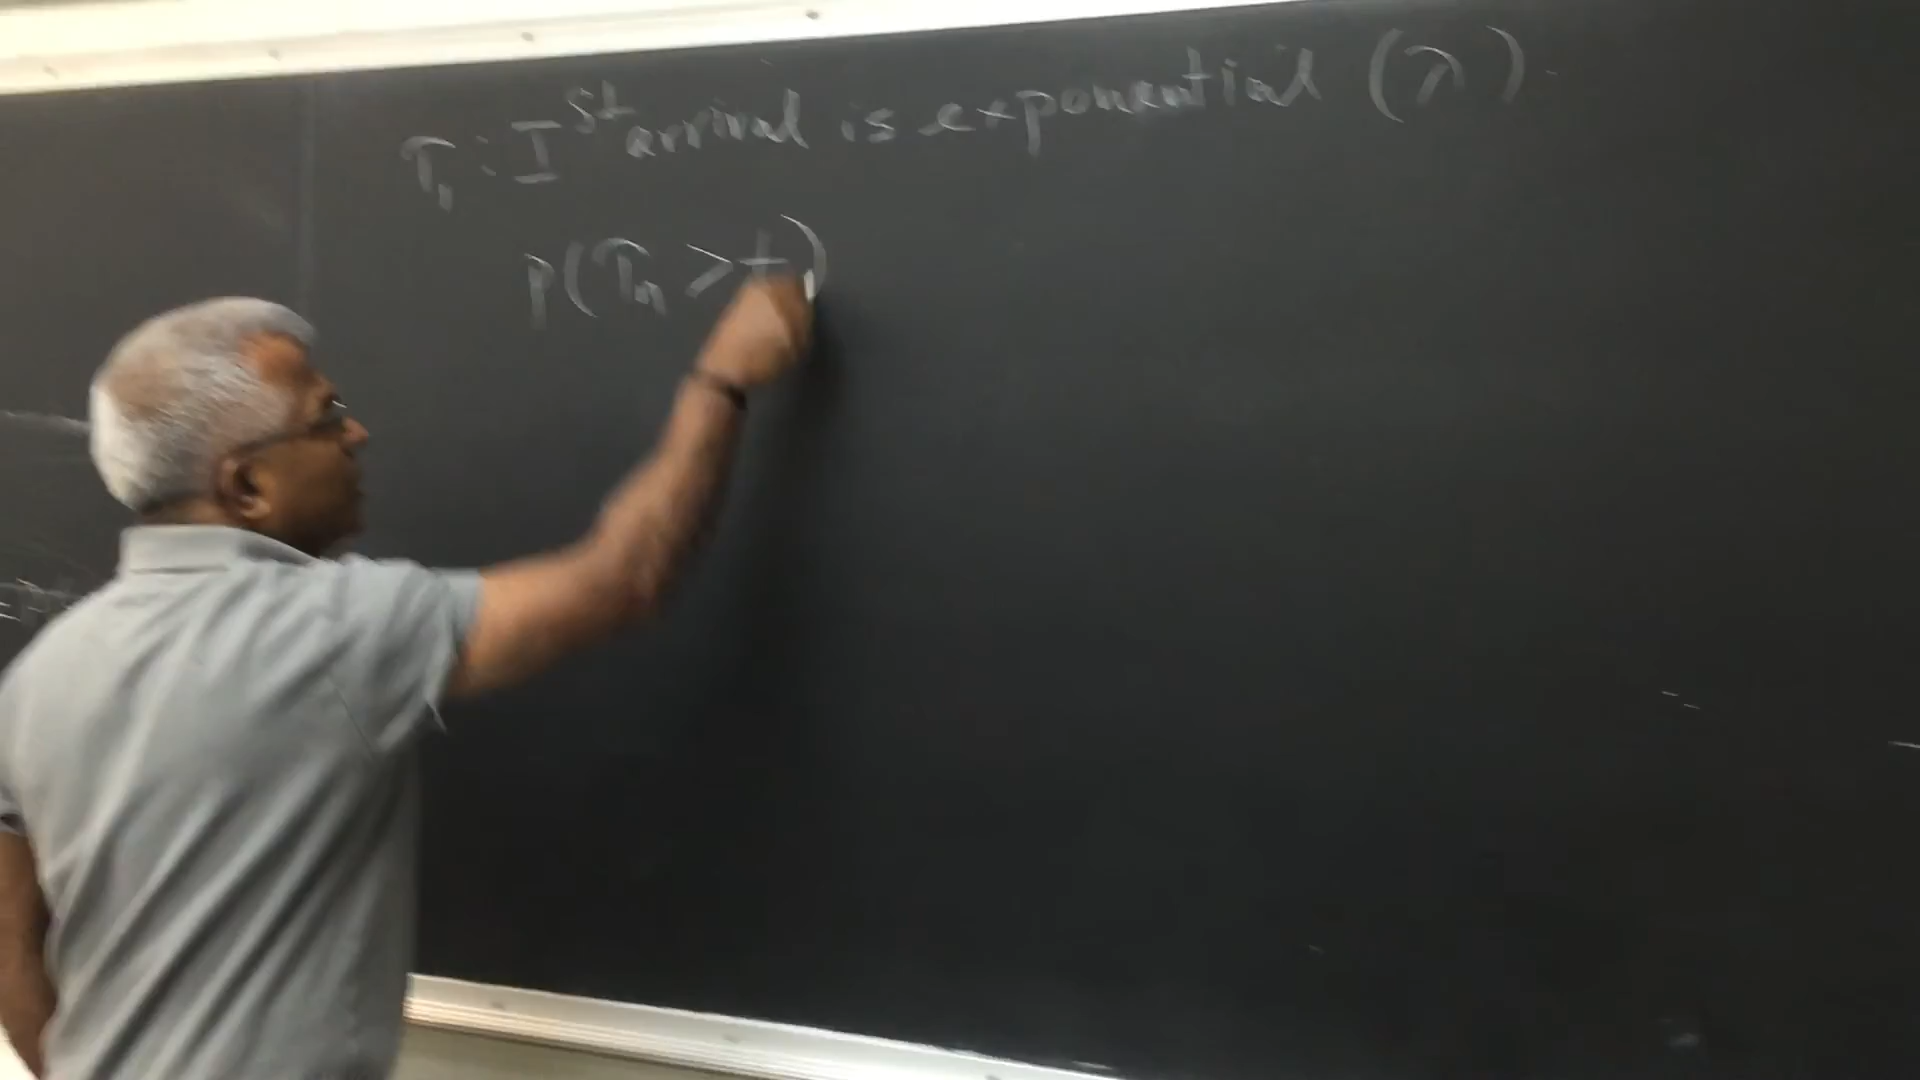 T₁ : Iˢᵗ arrival is exponential (λ).
P(T₁ > t)